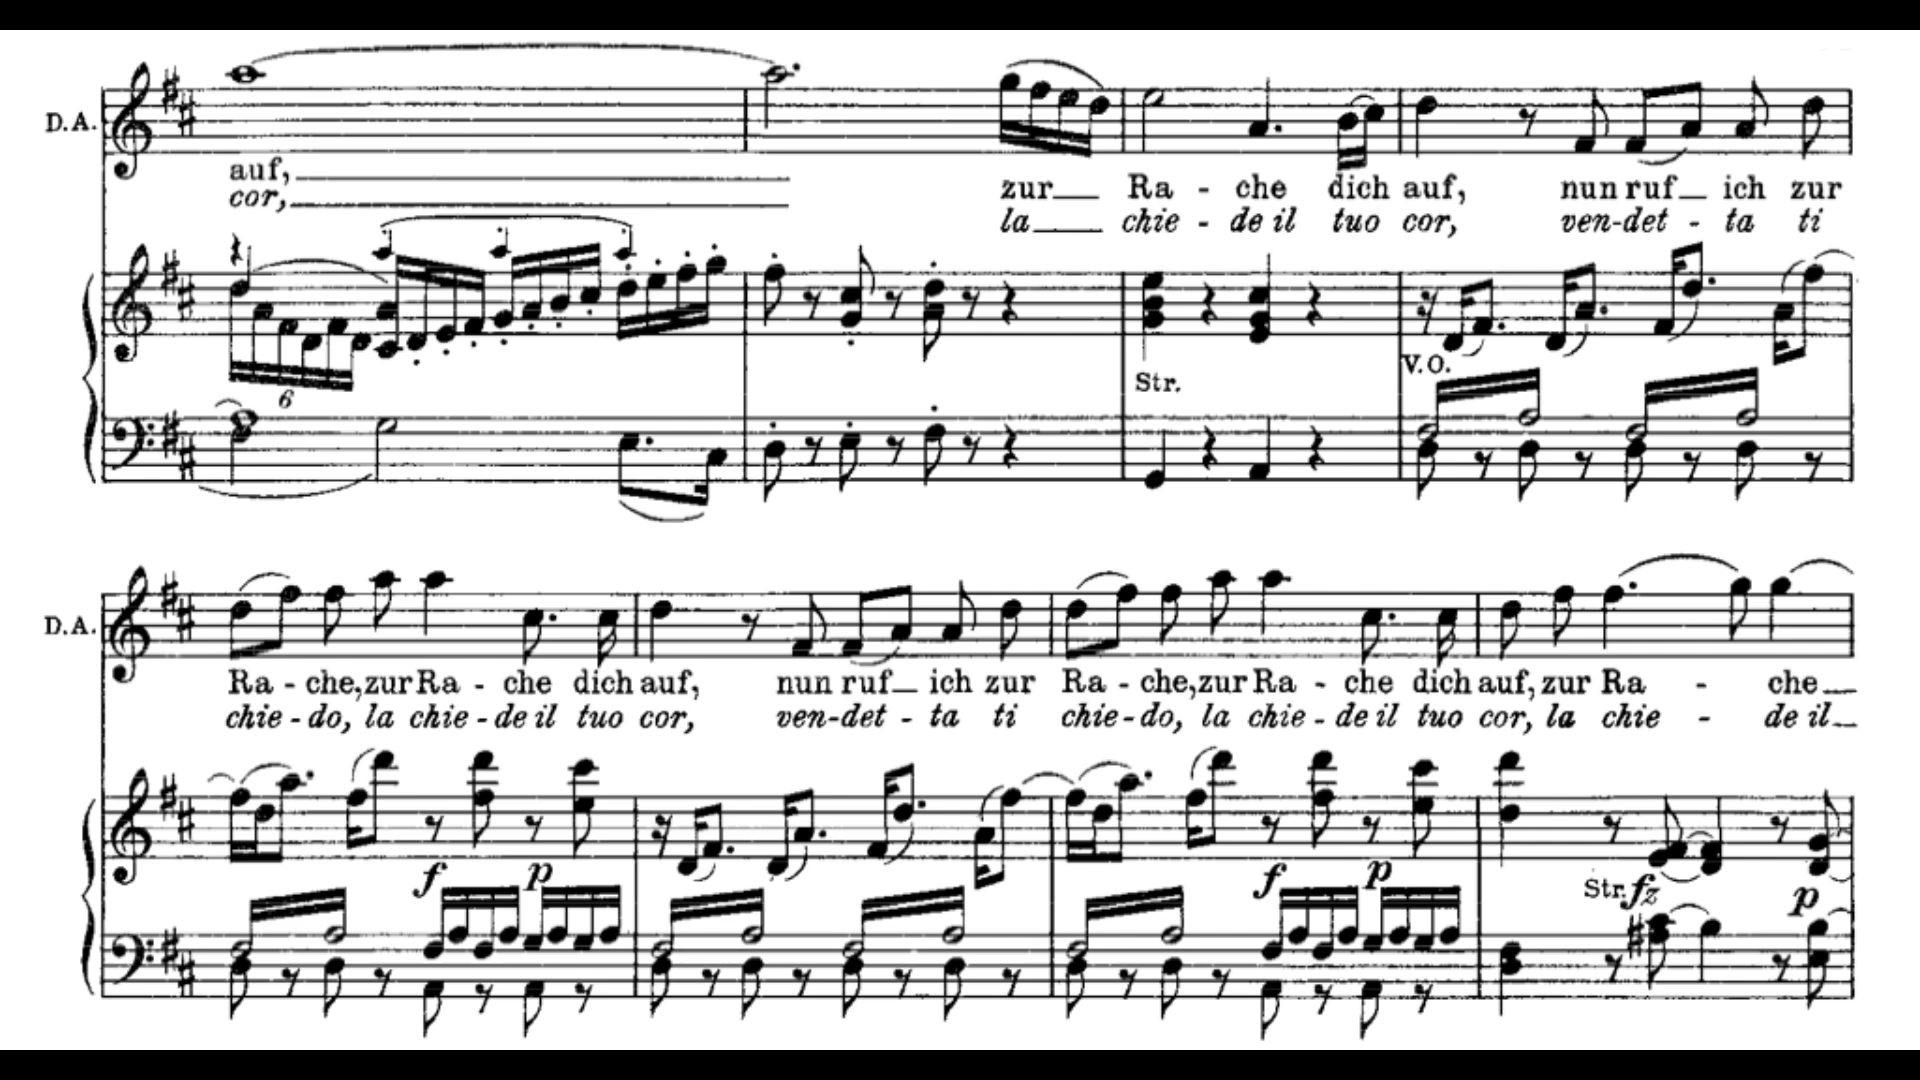 D.A.
auf,
zur Ra - che dich auf, nun ruf ich zur
cor,
la chie - de il tuo cor, ven-det - ta ti
6
Str.
V.O.
D.A.
Ra - che, zur Ra - che dich auf, nun ruf ich zur Ra - che, zur Ra - che dich auf, zur Ra - che
chie - do, la chie - de il tuo cor, ven-det - ta ti chie - do, la chie - de il tuo cor, la chie - de il
f p f p Str. fz p